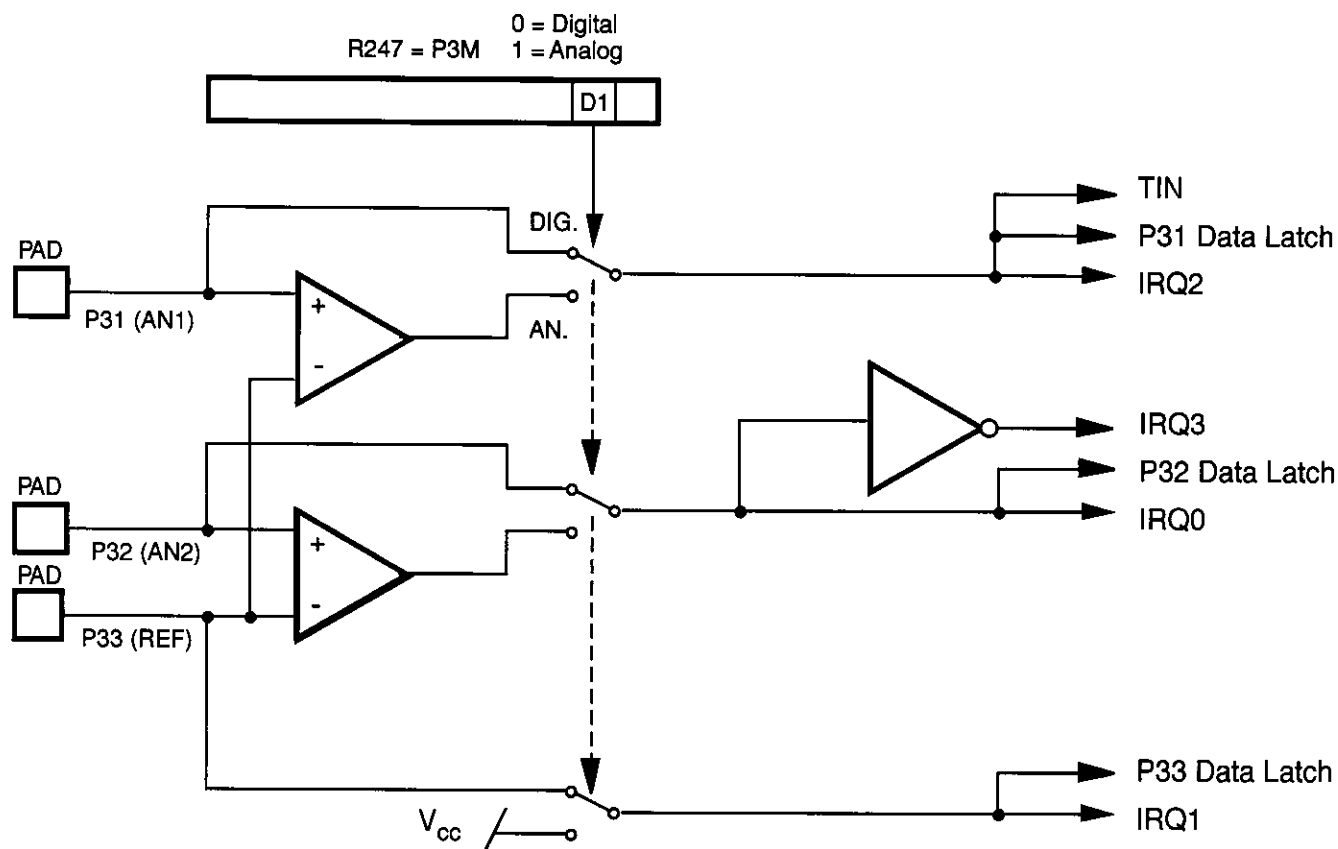 0 = Digital
R247 = P3M 1 = Analog
D1
TIN
DIG.
P31 Data Latch
PAD
IRQ2
P31 (AN1)
+
AN.
-
IRQ3
P32 Data Latch
PAD
IRQ0
P32 (AN2)
+
PAD
-
P33 (REF)
P33 Data Latch
Vcc
IRQ1